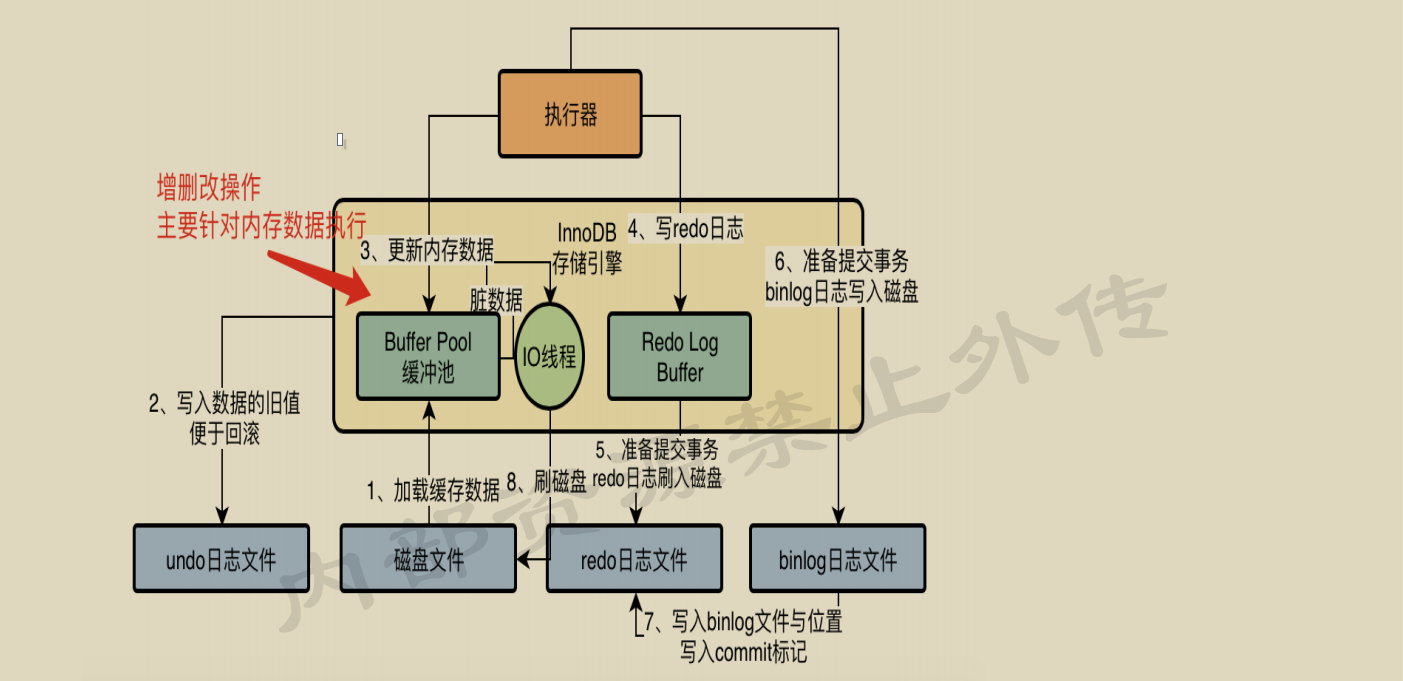 执行器
增删改操作
主要针对内存数据执行
3、更新内存数据
InnoDB
存储引擎
4、写redo日志
6、准备提交事务
binlog日志写入磁盘
脏数据
Buffer Pool
缓冲池
IO线程
Redo Log
Buffer
2、写入数据的旧值
便于回滚
1、加载缓存数据
8、刷磁盘
5、准备提交事务
redo日志刷入磁盘
undo日志文件
磁盘文件
redo日志文件
binlog日志文件
7、写入binlog文件与位置
写入commit标记
内部资源禁止外传